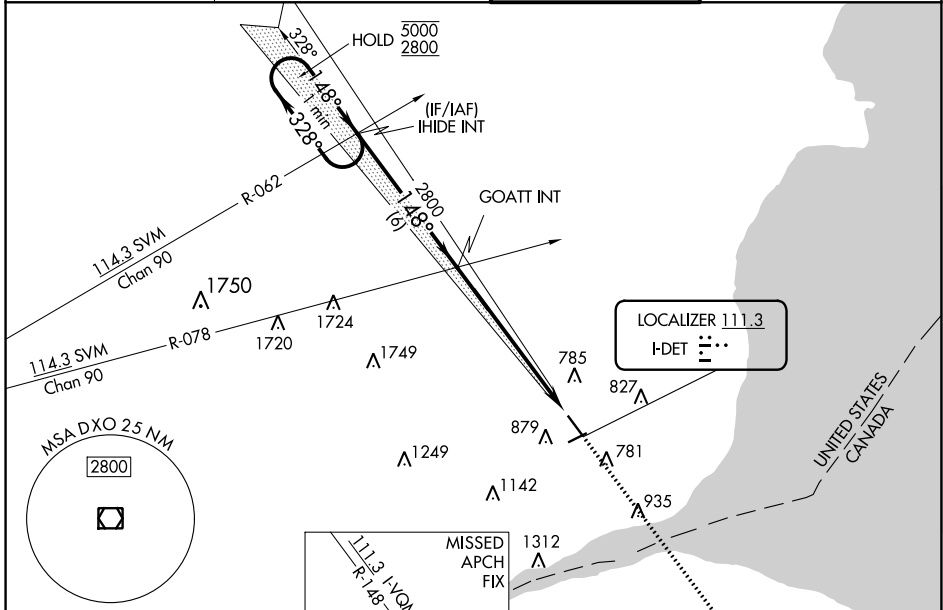 328°
HOLD 5000
2800
148°
1 min
328°
(IF/IAF)
IHIDE INT
R-062
2800
148°
(6)
GOATT INT
114.3 SVM
Chan 90
1750
1724
1720
R-078
114.3 SVM
Chan 90
1749
LOCALIZER 111.3
I-DET
785
827
879
781
1249
1142
935
1312
UNITED STATES
CANADA
MSA DXO 25 NM
2800
MISSED
APCH
FIX
R-148